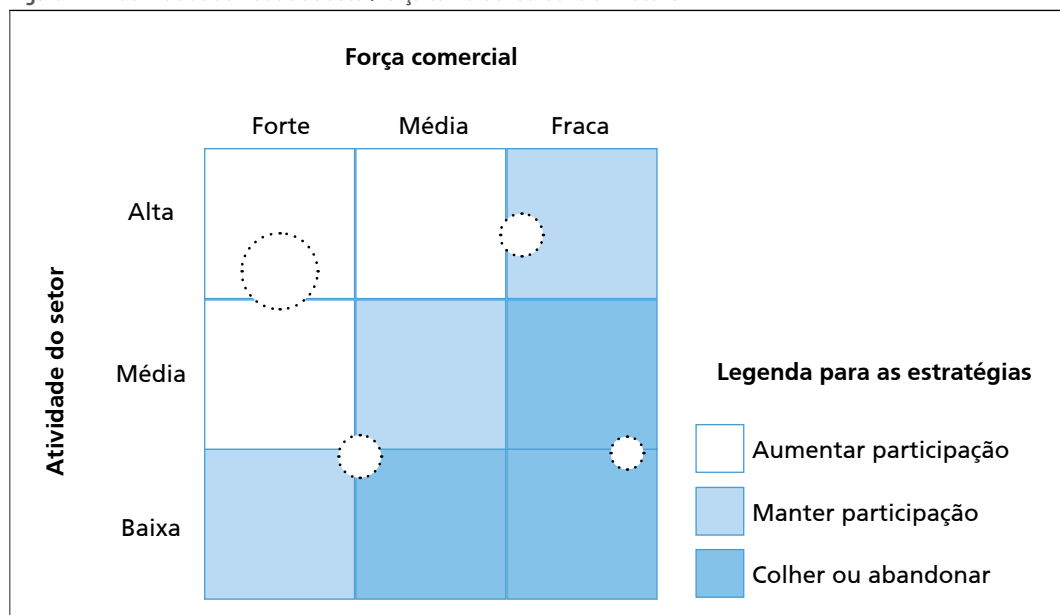 Força comercial
Forte Média Fraca
Alta
Média
Baixa
Atividade do setor
Legenda para as estratégias
Aumentar participação
Manter participação
Colher ou abandonar